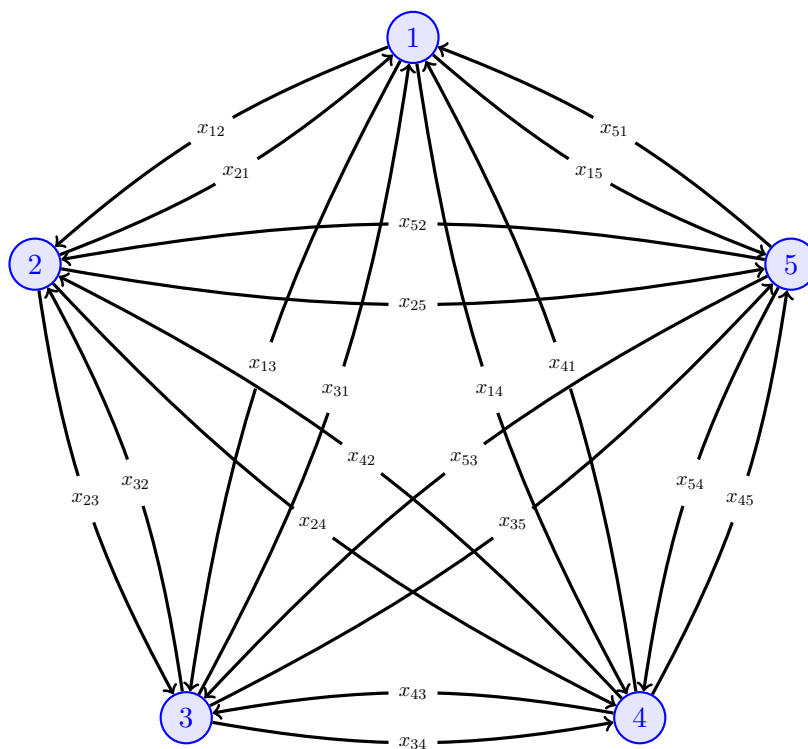 1
x₁₂
x₅₁
x₂₁
x₁₅
x₅₂
2
5
x₂₅
x₁₃
x₄₁
x₃₁
x₁₄
x₄₂
x₅₃
x₃₂
x₅₄
x₂₃
x₄₅
x₂₄
x₃₅
x₄₃
3
4
x₃₄